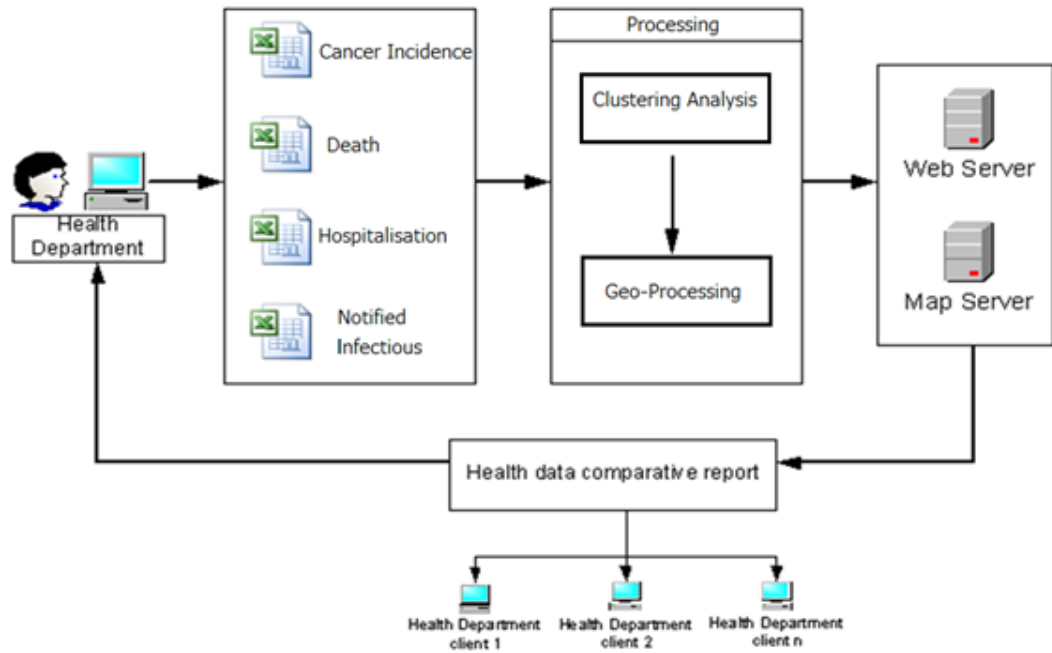 Health
Department
Cancer Incidence
Death
Hospitalisation
Notified
Infectious
Processing
Clustering Analysis
Geo-Processing
Web Server
Map Server
Health data comparative report
Health Department
client 1
Health Department
client 2
Health Department
client n